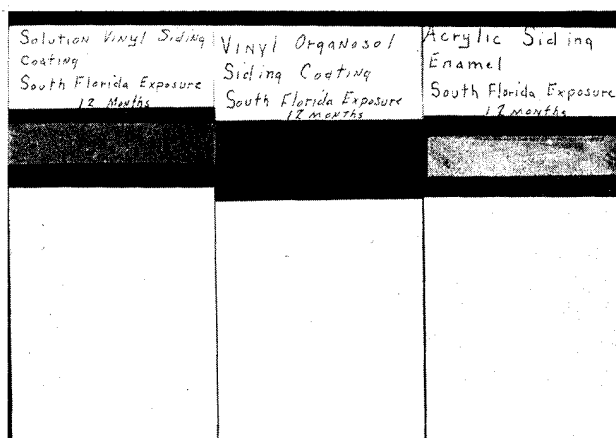 Solution Vinyl Siding
Coating
South Florida Exposure
12 Months
Vinyl Organosol
Siding Coating
South Florida Exposure
12 months
Acrylic Siding
Enamel
South Florida Exposure
12 months